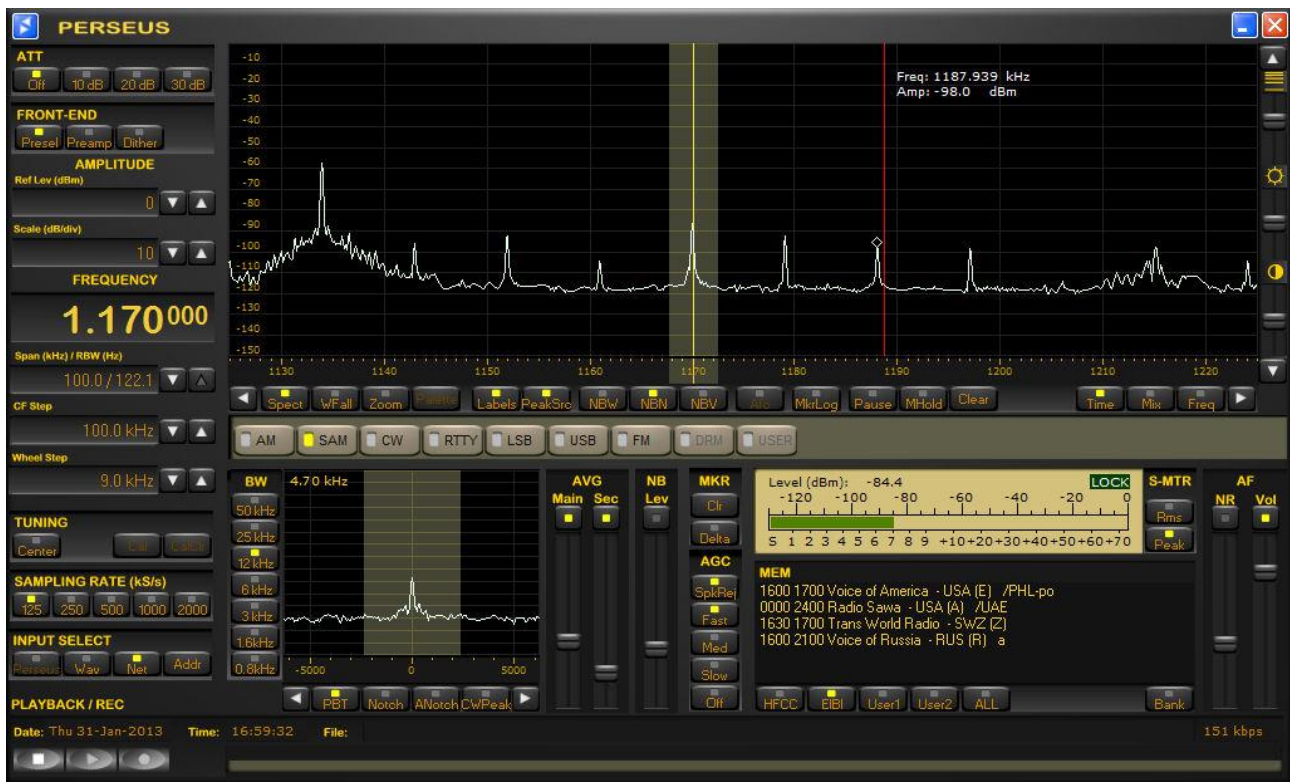 PERSEUS
ATT
Off 10 dB 20 dB 30 dB
FRONT-END
Presel Preamp Dither
AMPLITUDE
Ref Lev (dBm)
0
Scale (dB/div)
10
FREQUENCY
1.170 000
Span (kHz) / RBW (Hz)
100.0 / 122.1
CF Step
100.0 kHz
Wheel Step
9.0 kHz
TUNING
Center Cal CalClr
SAMPLING RATE (kS/s)
125 250 500 1000 2000
INPUT SELECT
Perseus Wav Net Addr
PLAYBACK / REC
-10
-20
-30
-40
-50
-60
-70
-80
-90
-100
-110
-120
-130
-140
-150
Freq: 1187.939 kHz
Amp: -98.0 dBm
1130 1140 1150 1160 1170 1180 1190 1200 1210 1220
Spect WFall Zoom Palette Labels PeakSrc NBW NBN NBV MkrLog Pause MHold Clear Time Mix Freq
AM SAM CW RTTY LSB USB FM DRM USER
BW
50 kHz
25 kHz
12 kHz
6 kHz
3 kHz
1.6kHz
0.8kHz
4.70 kHz
-5000 0 5000
PBT Notch ANotch CWPeak
AVG
Main Sec
NB
Lev
MKR
Clr
Delta
AGC
SpkRej
Fast
Med
Slow
Off
Level (dBm): -84.4 LOCK
-120 -100 -80 -60 -40 -20 0
S 1 2 3 4 5 6 7 8 9 +10+20+30+40+50+60+70
S-MTR
Rms
Peak
AF
NR Vol
MEM
1600 1700 Voice of America - USA (E) /PHL-po
0000 2400 Radio Sawa - USA (A) /UAE
1630 1700 Trans World Radio - SWZ (Z)
1600 2100 Voice of Russia - RUS (R) a
HFCC EIBI User1 User2 ALL Bank
Date: Thu 31-Jan-2013 Time: 16:59:32 File: 151 kbps